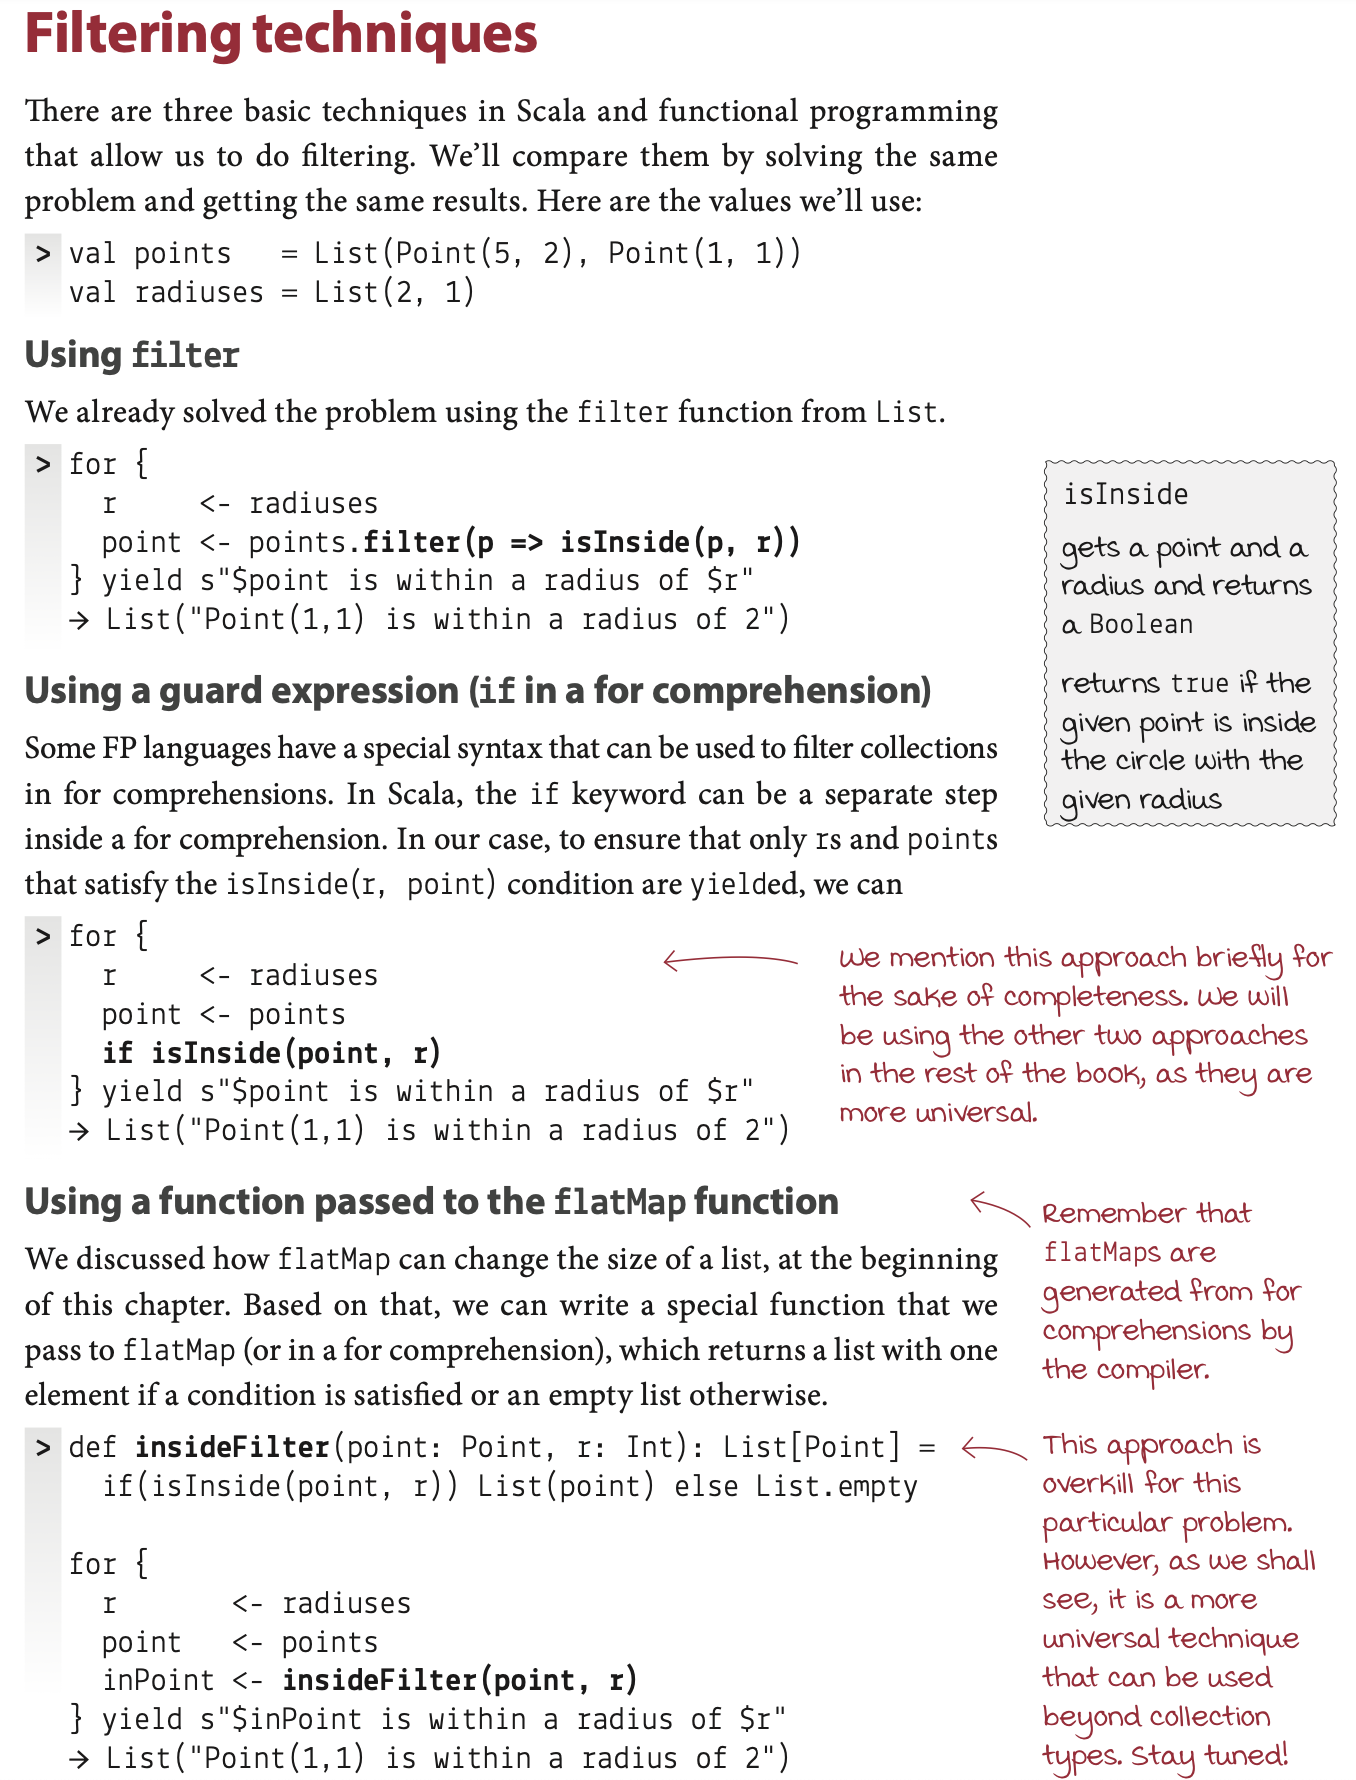 Filtering techniques
There are three basic techniques in Scala and functional programming
that allow us to do filtering. We’ll compare them by solving the same
problem and getting the same results. Here are the values we’ll use:
> val points   = List(Point(5, 2), Point(1, 1))
  val radiuses = List(2, 1)
Using filter
We already solved the problem using the filter function from List.
> for {
    r     <- radiuses
    point <- points.filter(p => isInside(p, r))
  } yield s"$point is within a radius of $r"
  → List("Point(1,1) is within a radius of 2")
isInside
gets a point and a
radius and returns
a Boolean
returns true if the
given point is inside
the circle with the
given radius
Using a guard expression (if in a for comprehension)
Some FP languages have a special syntax that can be used to filter collections
in for comprehensions. In Scala, the if keyword can be a separate step
inside a for comprehension. In our case, to ensure that only rs and points
that satisfy the isInside(r, point) condition are yielded, we can
> for {
    r     <- radiuses
    point <- points
    if isInside(point, r)
  } yield s"$point is within a radius of $r"
  → List("Point(1,1) is within a radius of 2")
We mention this approach briefly for
the sake of completeness. We will
be using the other two approaches
in the rest of the book, as they are
more universal.
Using a function passed to the flatMap function
We discussed how flatMap can change the size of a list, at the beginning
of this chapter. Based on that, we can write a special function that we
pass to flatMap (or in a for comprehension), which returns a list with one
element if a condition is satisfied or an empty list otherwise.
Remember that
flatMaps are
generated from for
comprehensions by
the compiler.
> def insideFilter(point: Point, r: Int): List[Point] =
    if(isInside(point, r)) List(point) else List.empty
  for {
    r       <- radiuses
    point   <- points
    inPoint <- insideFilter(point, r)
  } yield s"$inPoint is within a radius of $r"
  → List("Point(1,1) is within a radius of 2")
This approach is
overkill for this
particular problem.
However, as we shall
see, it is a more
universal technique
that can be used
beyond collection
types. Stay tuned!